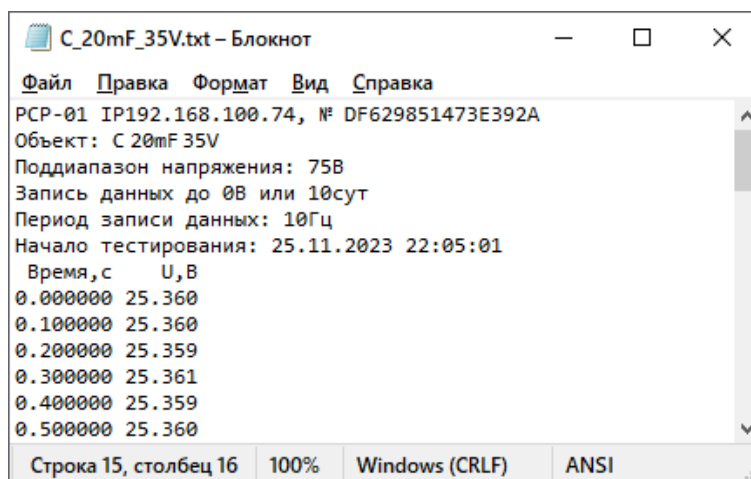 C_20mF_35V.txt – Блокнот
Файл Правка Формат Вид Справка
PCP-01 IP192.168.100.74, № DF629851473E392A
Объект: C 20mF 35V
Поддиапазон напряжения: 75В
Запись данных до 0В или 10сут
Период записи данных: 10Гц
Начало тестирования: 25.11.2023 22:05:01
Время,с U,В
0.000000 25.360
0.100000 25.360
0.200000 25.359
0.300000 25.361
0.400000 25.359
0.500000 25.360
Строка 15, столбец 16 100% Windows (CRLF) ANSI